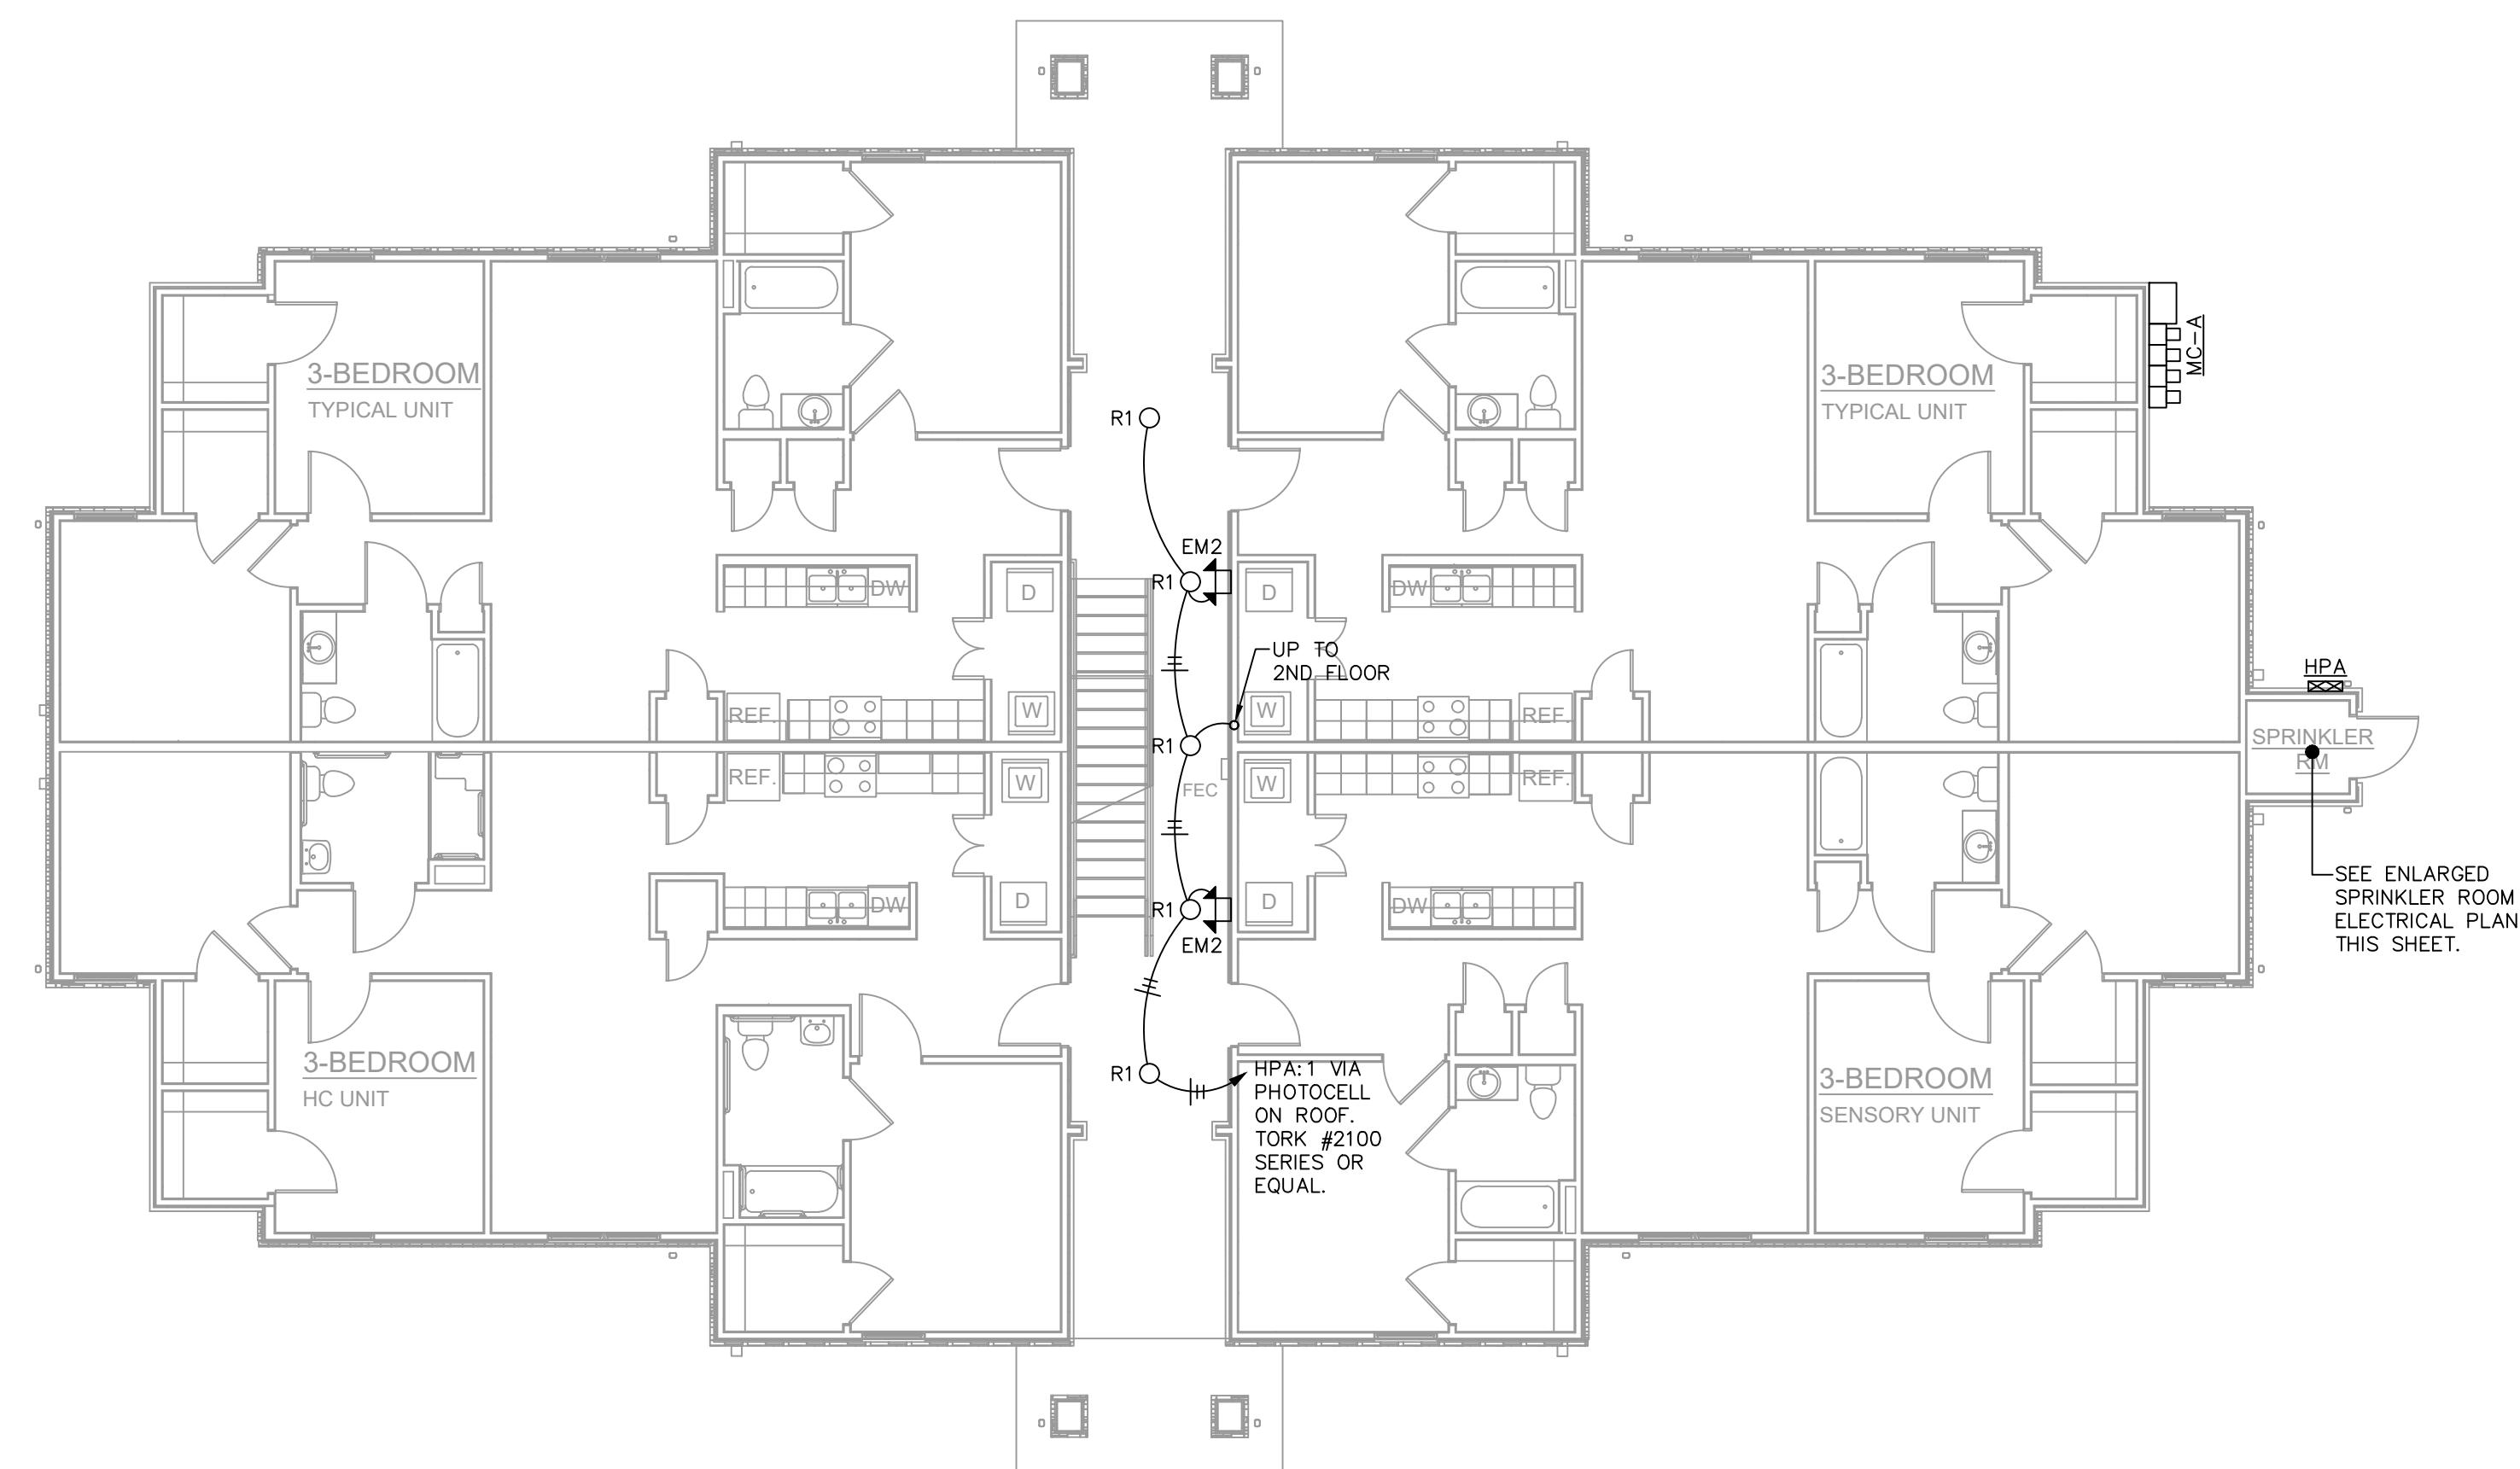 3-BEDROOM
TYPICAL UNIT
3-BEDROOM
TYPICAL UNIT
MC-A
R1
EM2
R1
DW
D
D
DW
UP TO
2ND FLOOR
HPA
REF.
W
W
REF.
R1
SPRINKLER
RM
REF.
W
FEC
W
REF.
DW
D
R1
D
DW
EM2
SEE ENLARGED
SPRINKLER ROOM
ELECTRICAL PLAN
THIS SHEET.
3-BEDROOM
HC UNIT
R1
HPA:1 VIA
PHOTOCELL
ON ROOF.
TORK #2100
SERIES OR
EQUAL.
3-BEDROOM
SENSORY UNIT